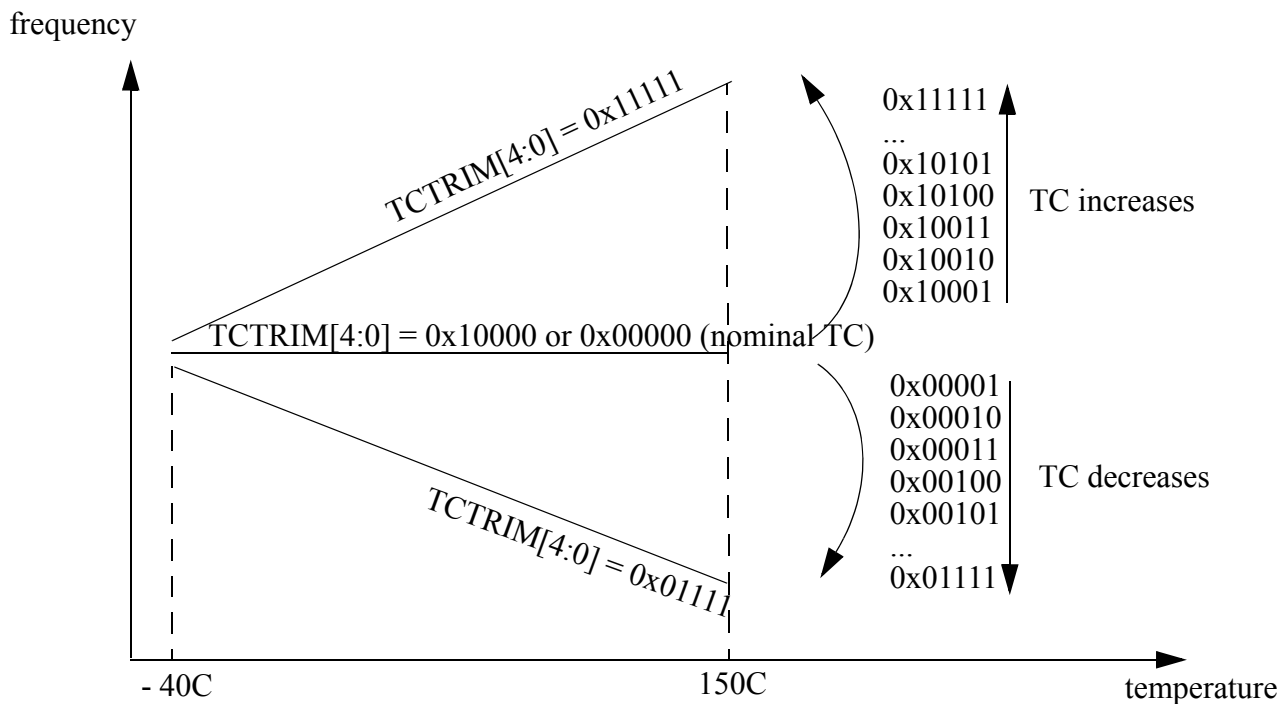 frequency
TCTRIM[4:0] = 0x11111
0x11111
...
0x10101
0x10100
0x10011
0x10010
0x10001
TC increases
TCTRIM[4:0] = 0x10000 or 0x00000 (nominal TC)
0x00001
0x00010
0x00011
0x00100
0x00101
...
0x01111
TC decreases
TCTRIM[4:0] = 0x01111
- 40C
150C
temperature